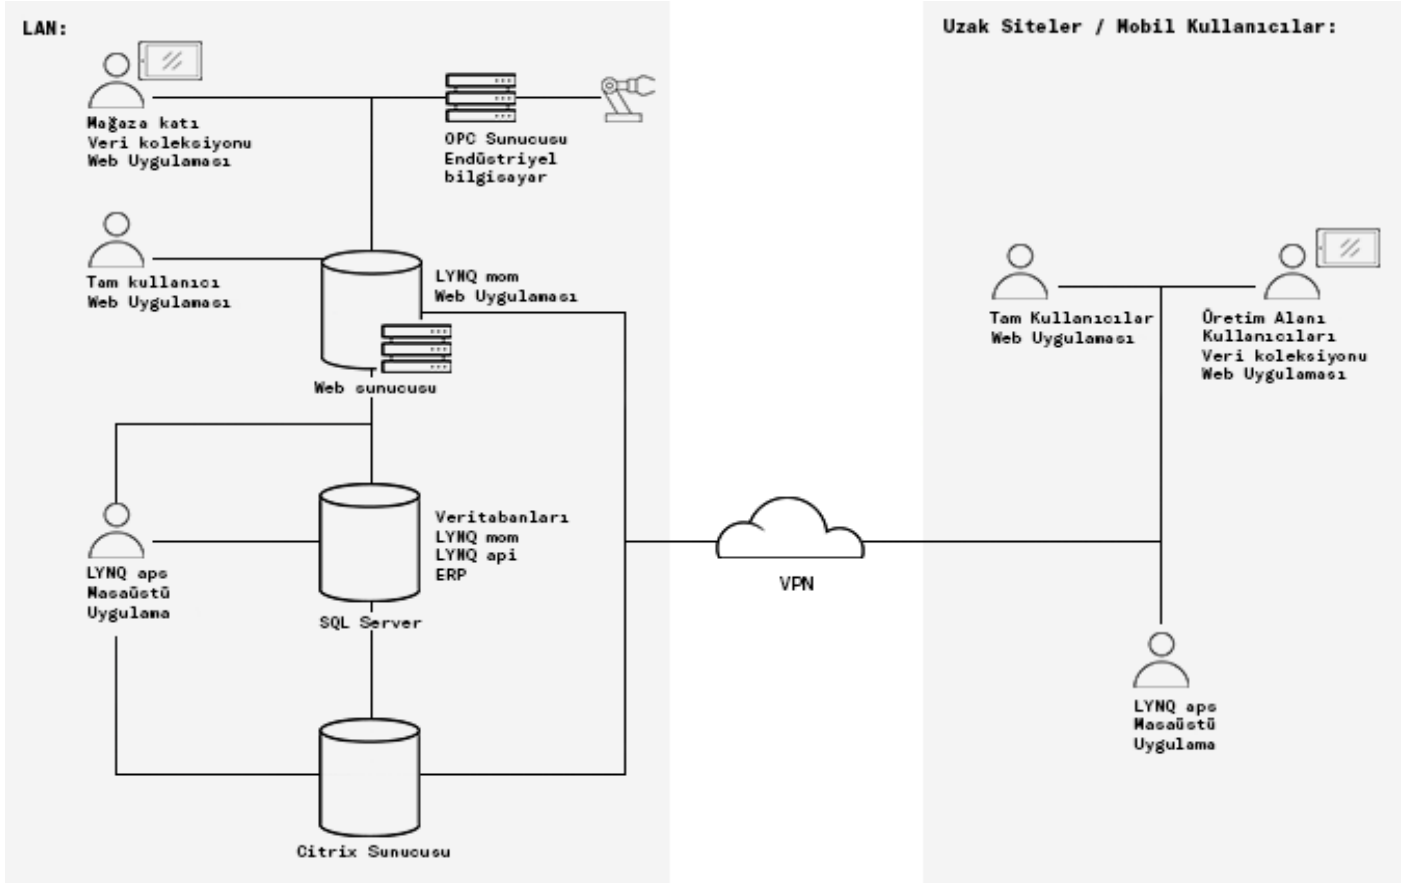 LAN:
Mağaza katı
Veri koleksiyonu
Web Uygulaması
OPC Sunucusu
Endüstriyel
bilgisayar
Tam kullanıcı
Web Uygulaması
LYNQ mom
Web Uygulaması
Web sunucusu
LYNQ aps
Masaüstü
Uygulama
Veritabanları
LYNQ mom
LYNQ api
ERP
SQL Server
Citrix Sunucusu
VPN
Uzak Siteler / Mobil Kullanıcılar:
Tam Kullanıcılar
Web Uygulaması
Üretim Alanı
Kullanıcıları
Veri koleksiyonu
Web Uygulaması
LYNQ aps
Masaüstü
Uygulama